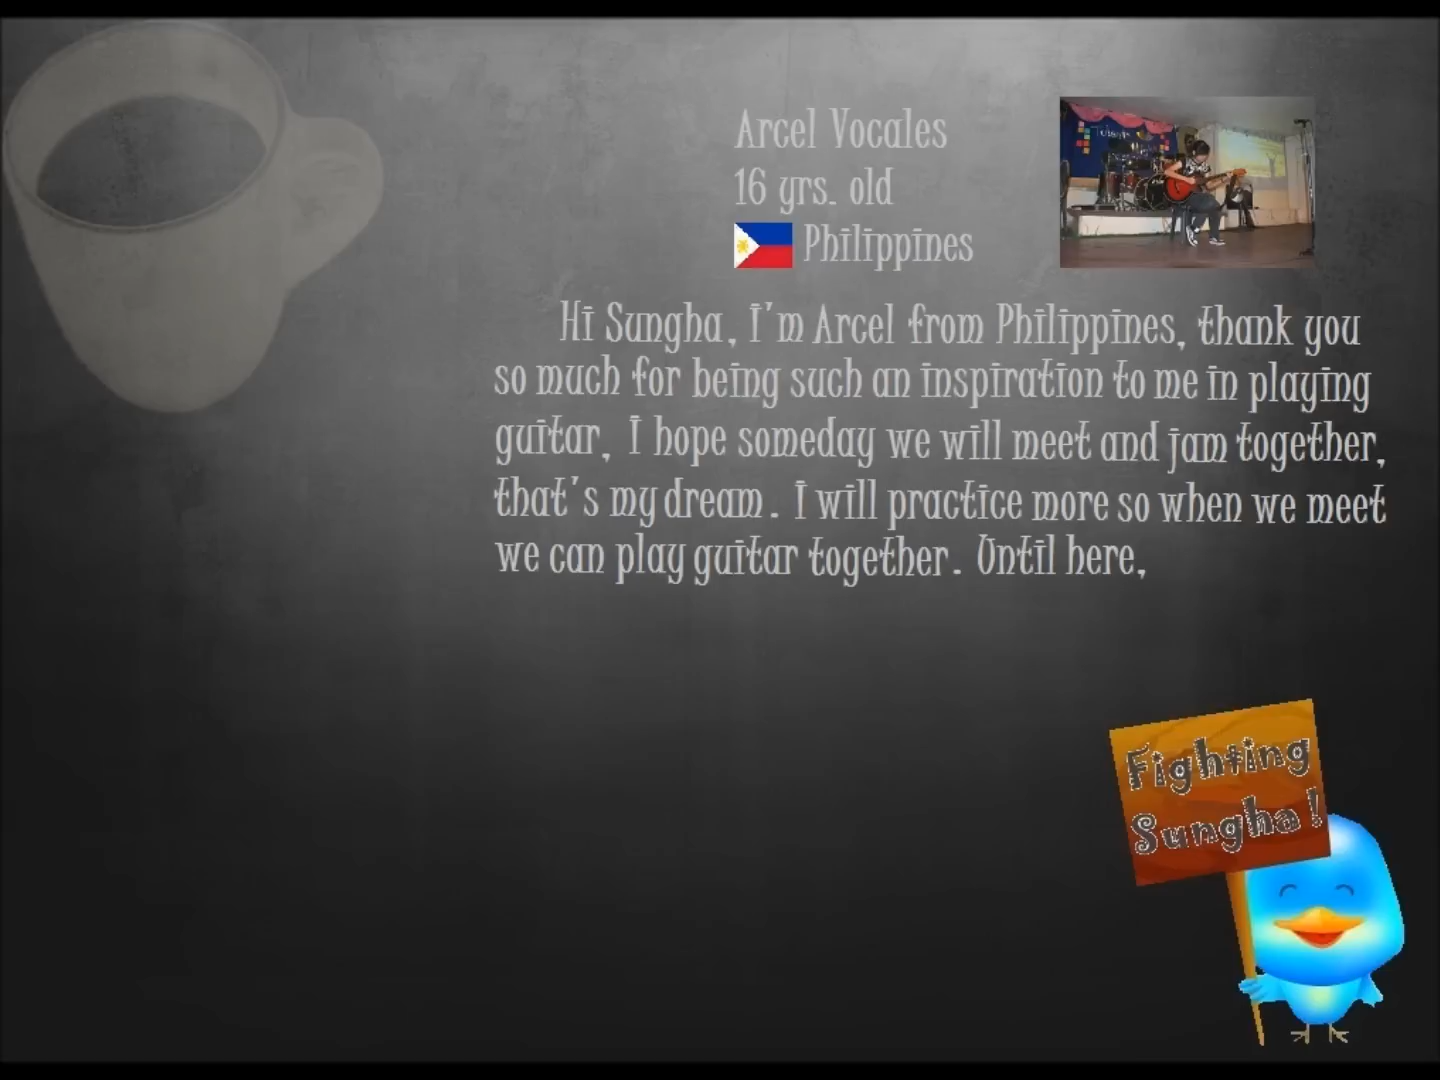 Arcel Vocales
16 yrs. old
Philippines
Hi Sungha, I'm Arcel from Philippines, thank you
so much for being such an inspiration to me in playing
guitar, I hope someday we will meet and jam together,
that's my dream. I will practice more so when we meet
we can play guitar together. Until here,
Fighting
Sungha!